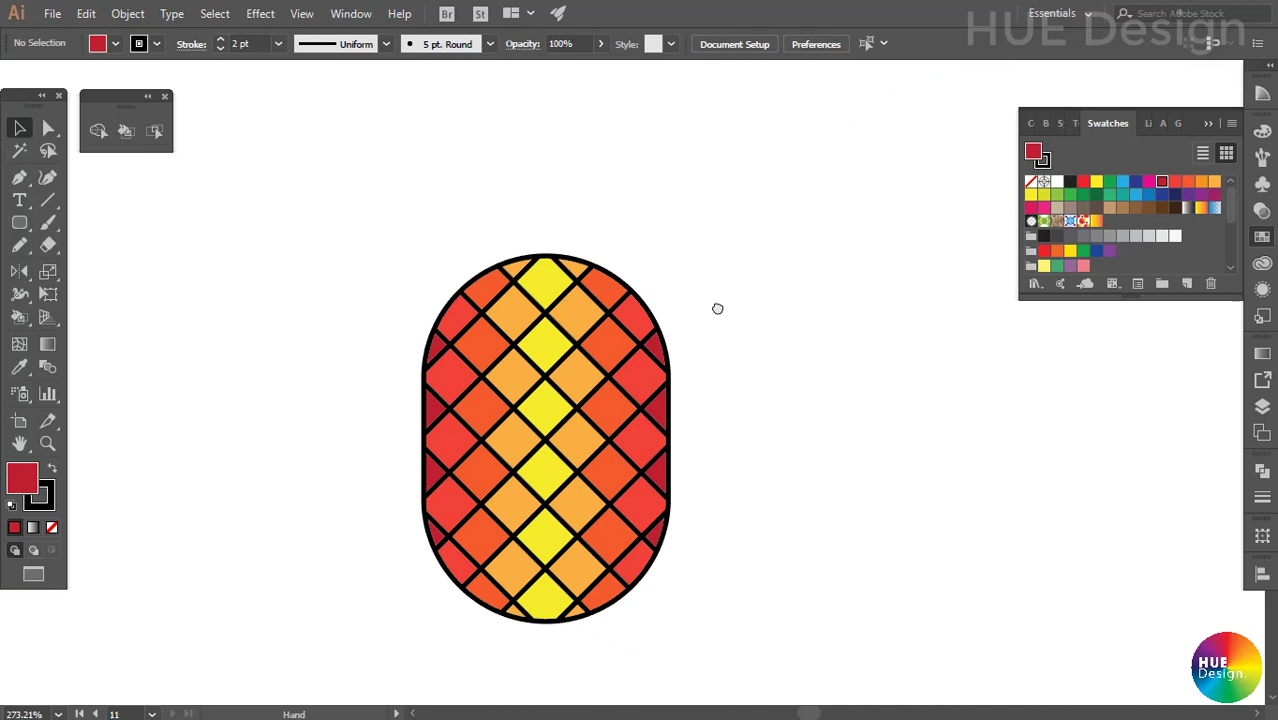 Ai File Edit Object Type Select Effect View Window Help Br St Essentials Search Adobe Stock
HUE Design
No Selection Stroke: 2 pt Uniform 5 pt. Round Opacity: 100% Style: Document Setup Preferences
C B S T Swatches Li A G
HUE
Design.
273.21% 11 Hand